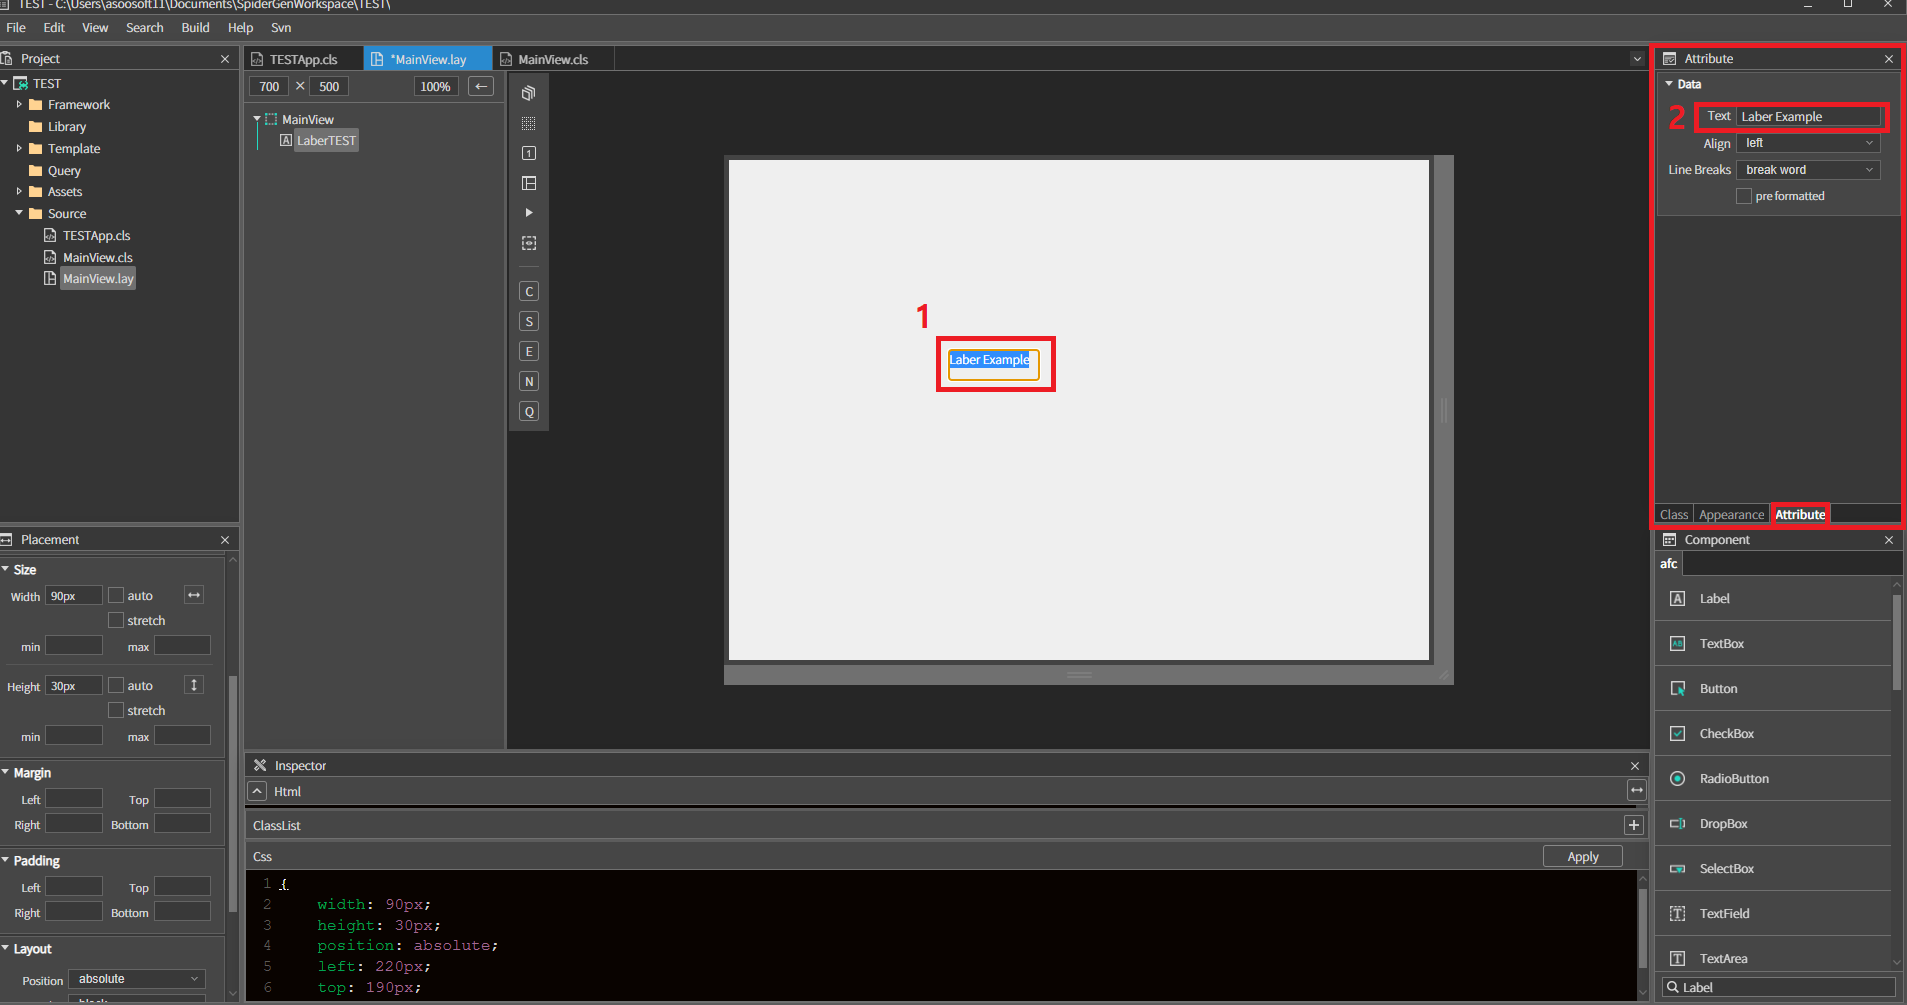 TEST - C:\Users\asoosoft11\Documents\SpiderGenWorkspace\TEST\
File Edit View Search Build Help Svn
Project
TEST
Framework
Library
Template
Query
Assets
Source
TESTApp.cls
MainView.cls
MainView.lay
Placement
Size
Width 90px auto
stretch
min max
Height 30px auto
stretch
min max
Margin
Left Top
Right Bottom
Padding
Left Top
Right Bottom
Layout
Position absolute
TESTApp.cls *MainView.lay MainView.cls
700 × 500 100% ←
MainView
LaberTEST
1
C
S
E
N
Q
1
Laber Example
Inspector
Html
ClassList
Css Apply
1 {
2 width: 90px;
3 height: 30px;
4 position: absolute;
5 left: 220px;
6 top: 190px;
Attribute
Data
2 Text Laber Example
Align left
Line Breaks break word
pre formatted
Class Appearance Attribute
Component
afc
A Label
AB TextBox
Button
CheckBox
RadioButton
DropBox
SelectBox
T TextField
T TextArea
Label